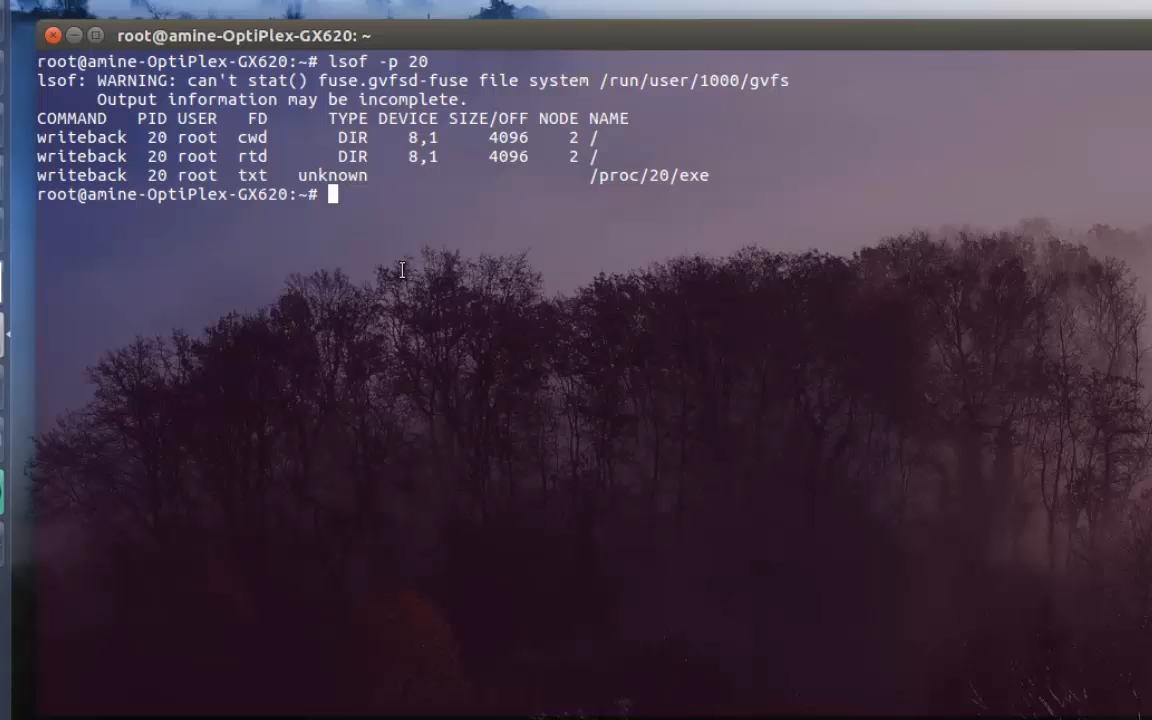 root@amine-OptiPlex-GX620: ~
root@amine-OptiPlex-GX620:~# lsof -p 20
lsof: WARNING: can't stat() fuse.gvfsd-fuse file system /run/user/1000/gvfs
      Output information may be incomplete.
COMMAND   PID USER   FD      TYPE DEVICE SIZE/OFF NODE NAME
writeback  20 root  cwd       DIR    8,1     4096    2 /
writeback  20 root  rtd       DIR    8,1     4096    2 /
writeback  20 root  txt   unknown                      /proc/20/exe
root@amine-OptiPlex-GX620:~#